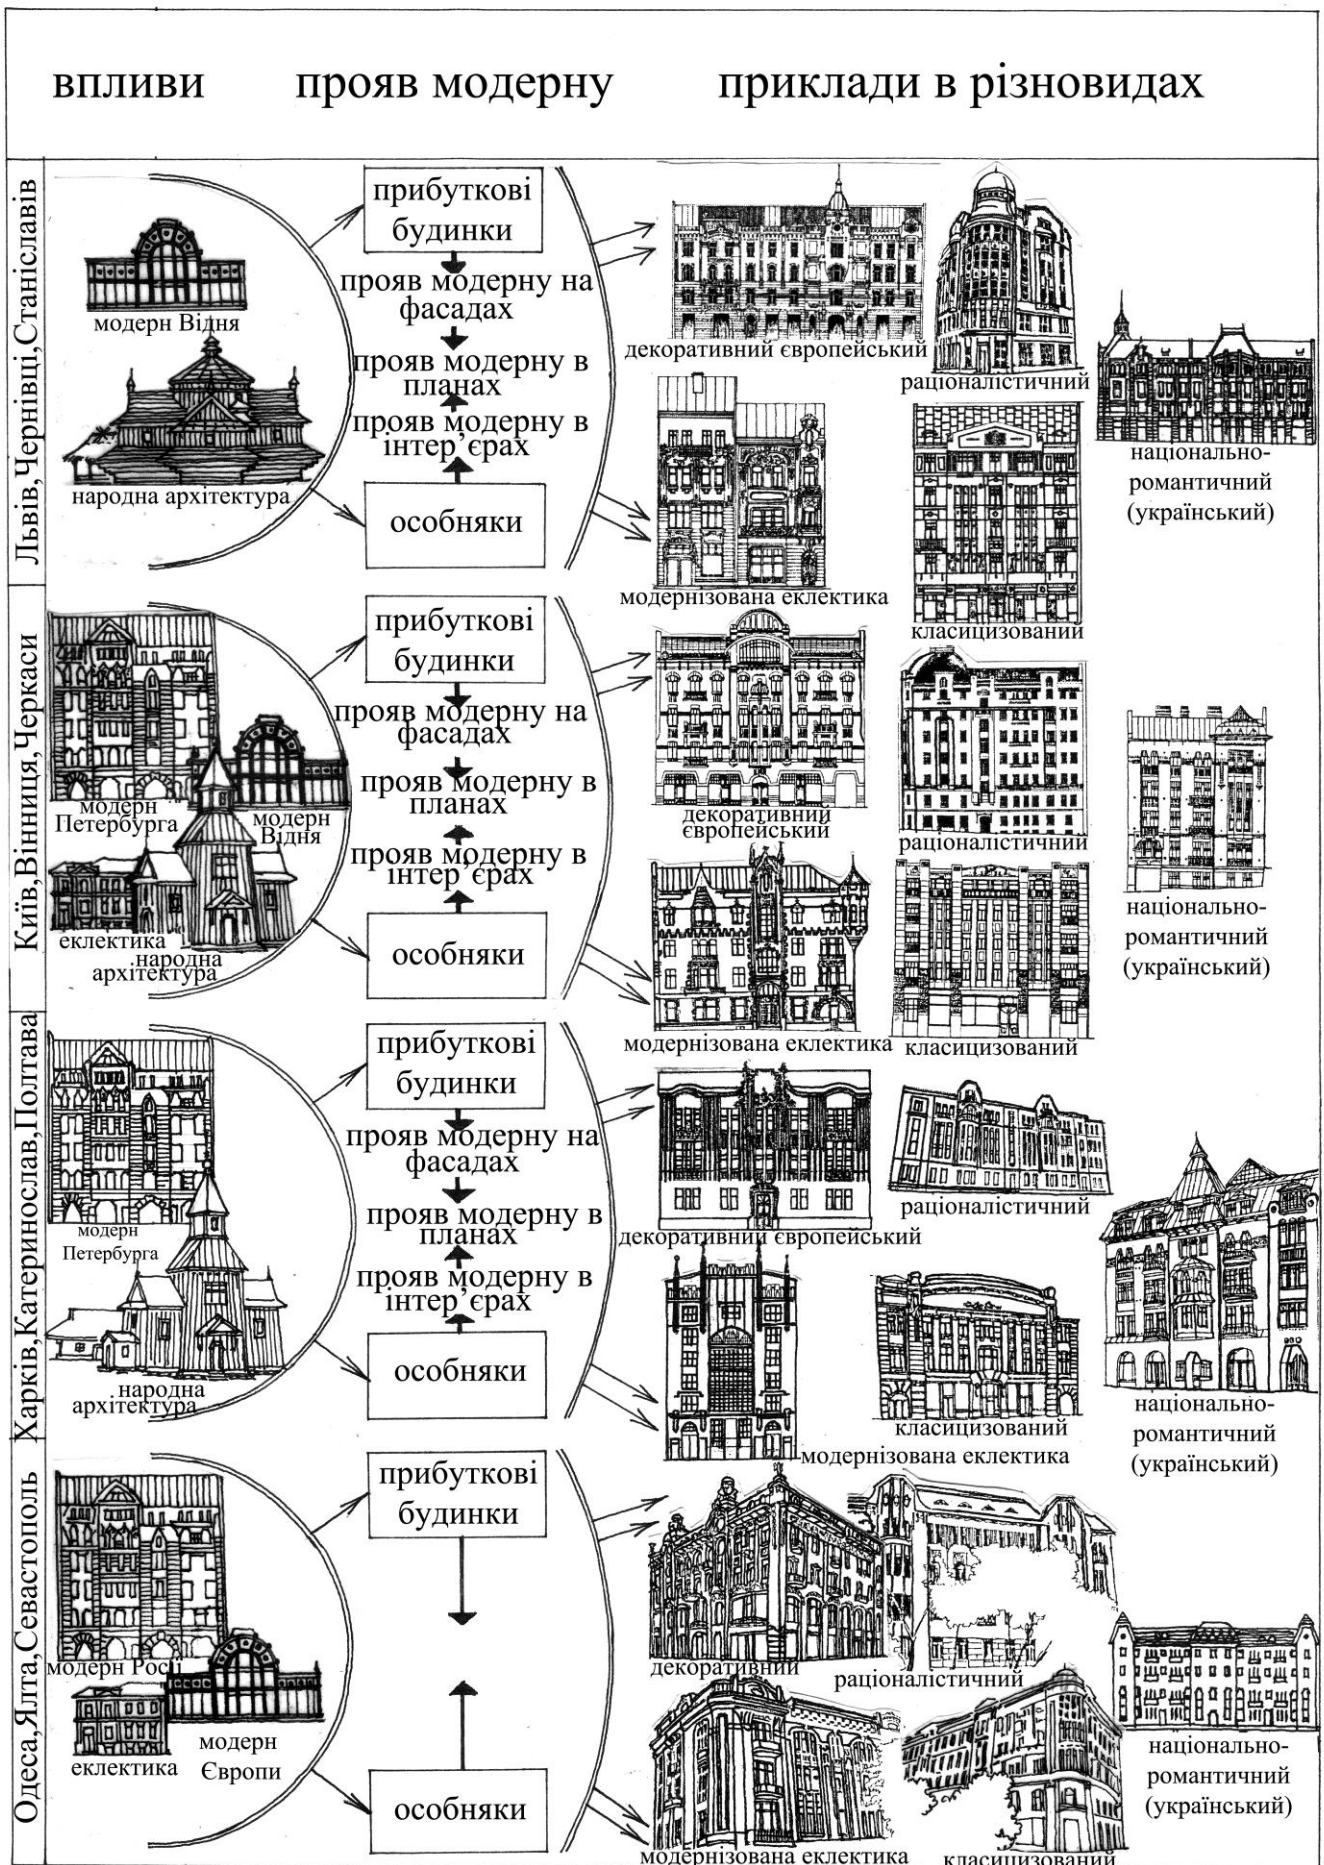 впливи
прояв модерну
приклади в різновидах
Львів,Чернівці,Станіславів
модерн Відня
народна архітектура
прибуткові
будинки
прояв модерну на
фасадах
прояв модерну в
планах
прояв модерну в
інтер’єрах
особняки
декоративний європейський
раціоналістичний
національно-
романтичний
(український)
модернізована еклектика
класицизований
Київ,Вінниця,Черкаси
модерн
Петербурга
модерн
Відня
еклектика
народна
архітектура
прибуткові
будинки
прояв модерну на
фасадах
прояв модерну в
планах
прояв модерну в
інтер’єрах
особняки
декоративний
європейський
раціоналістичний
національно-
романтичний
(український)
модернізована еклектика
класицизований
Харків,Катеринослав,Полтава
модерн
Петербурга
народна
архітектура
прибуткові
будинки
прояв модерну на
фасадах
прояв модерну в
планах
прояв модерну в
інтер’єрах
особняки
декоративний європейський
раціоналістичний
класицизований
модернізована еклектика
національно-
романтичний
(український)
Одеса,Ялта,Севастополь
модерн Росії
еклектика
модерн
Європи
прибуткові
будинки
особняки
декоративний
раціоналістичний
національно-
романтичний
(український)
модернізована еклектика
класицизований